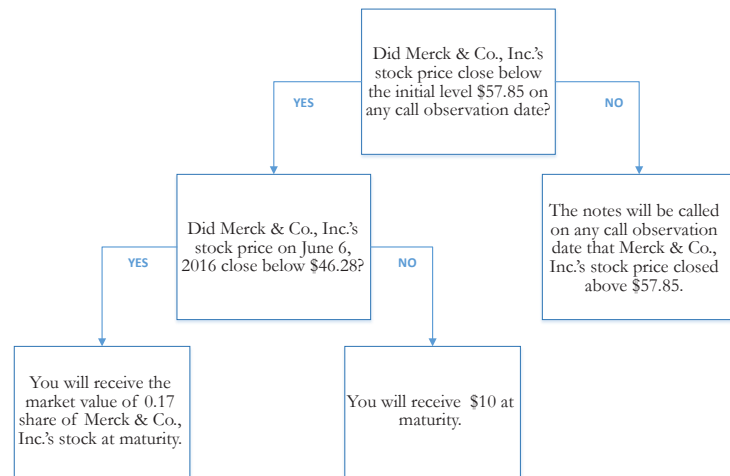 Did Merck & Co., Inc.'s
stock price close below
the initial level $57.85 on
any call observation date?
YES
NO
Did Merck & Co., Inc.'s
stock price on June 6,
2016 close below $46.28?
The notes will be called
on any call observation
date that Merck & Co.,
Inc.'s stock price closed
above $57.85.
YES
NO
You will receive the
market value of 0.17
share of Merck & Co.,
Inc.'s stock at maturity.
You will receive $10 at
maturity.